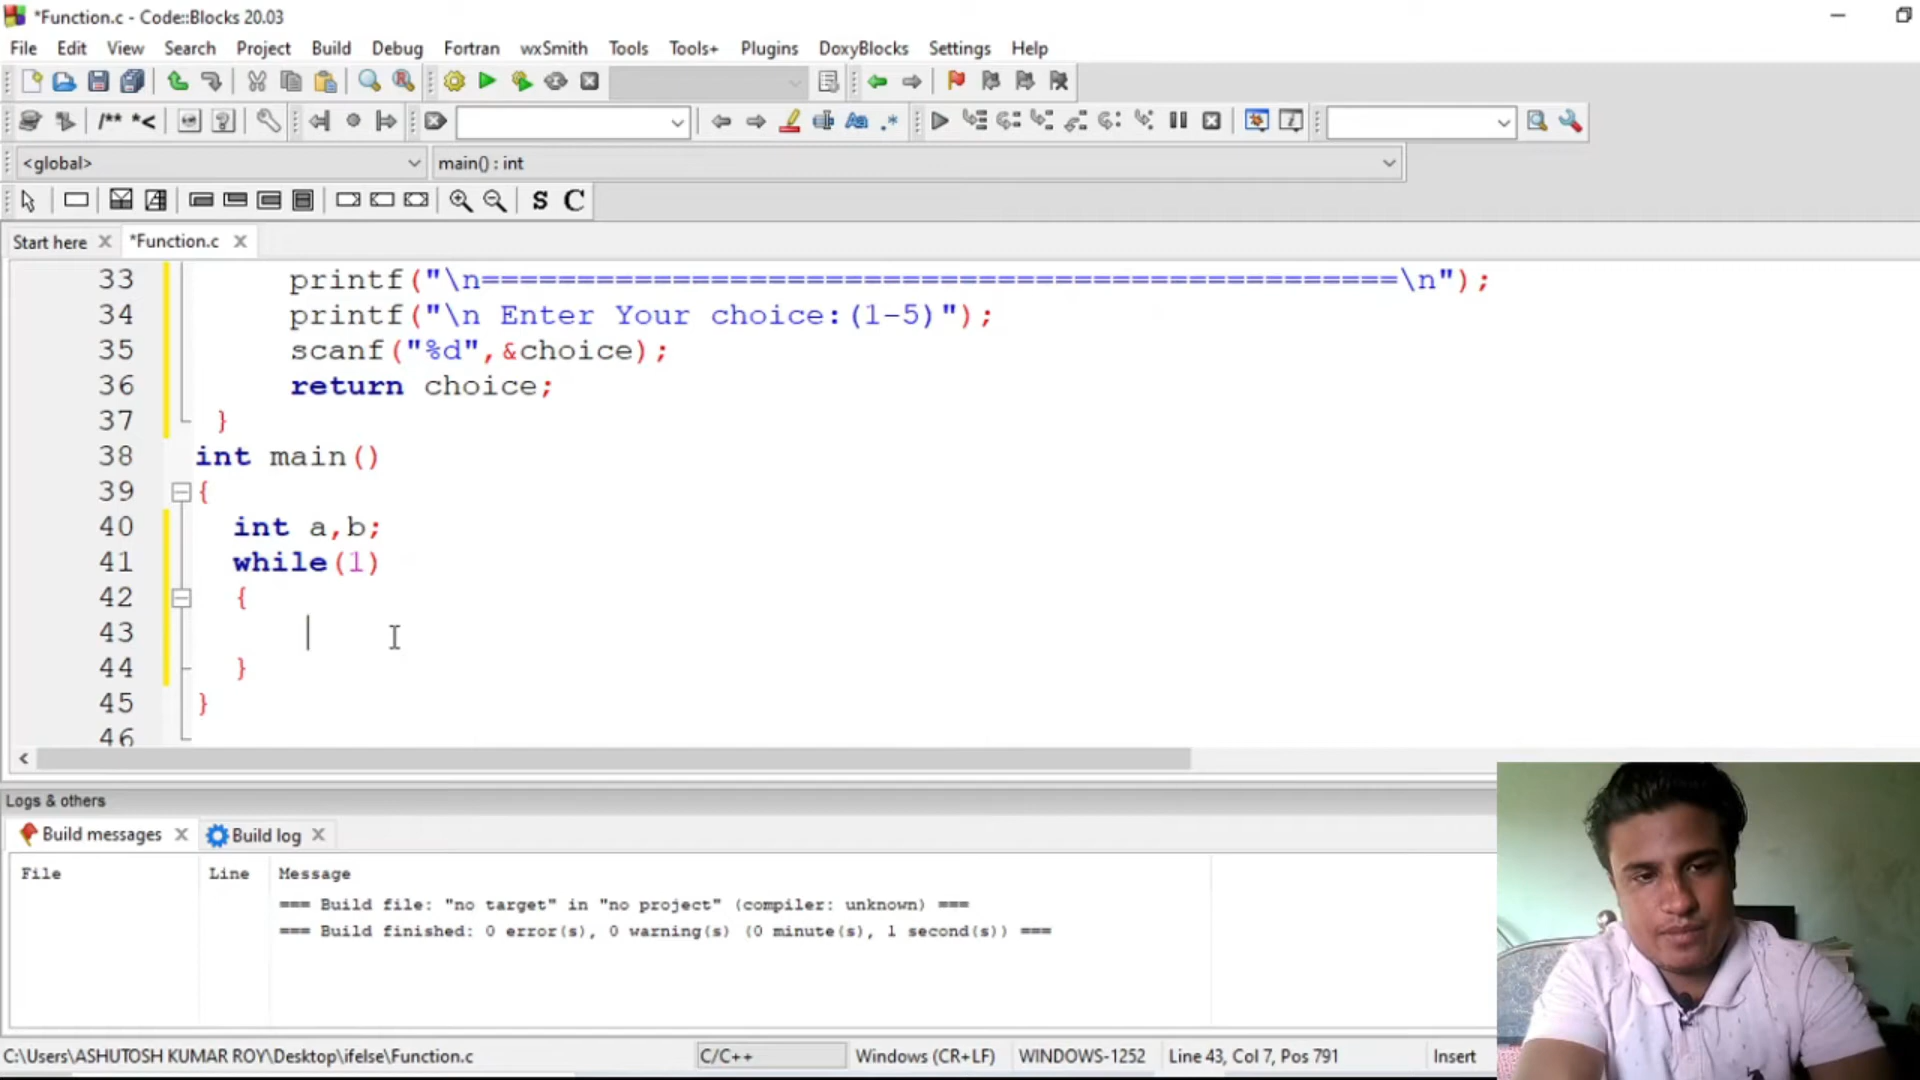 *Function.c - Code::Blocks 20.03
File Edit View Search Project Build Debug Fortran wxSmith Tools Tools+ Plugins DoxyBlocks Settings Help
/** *<
Aa .*
<global> main() : int
S C
Start here *Function.c
33 printf("\n================================================\n");
34 printf("\n Enter Your choice:(1-5)");
35 scanf("%d",&choice);
36 return choice;
37 }
38 int main()
39 {
40 int a,b;
41 while(1)
42 {
43
44 }
45 }
46
Logs & others
Build messages Build log
File Line Message
=== Build file: "no target" in "no project" (compiler: unknown) ===
=== Build finished: 0 error(s), 0 warning(s) (0 minute(s), 1 second(s)) ===
C:\Users\ASHUTOSH KUMAR ROY\Desktop\ifelse\Function.c C/C++ Windows (CR+LF) WINDOWS-1252 Line 43, Col 7, Pos 791 Insert